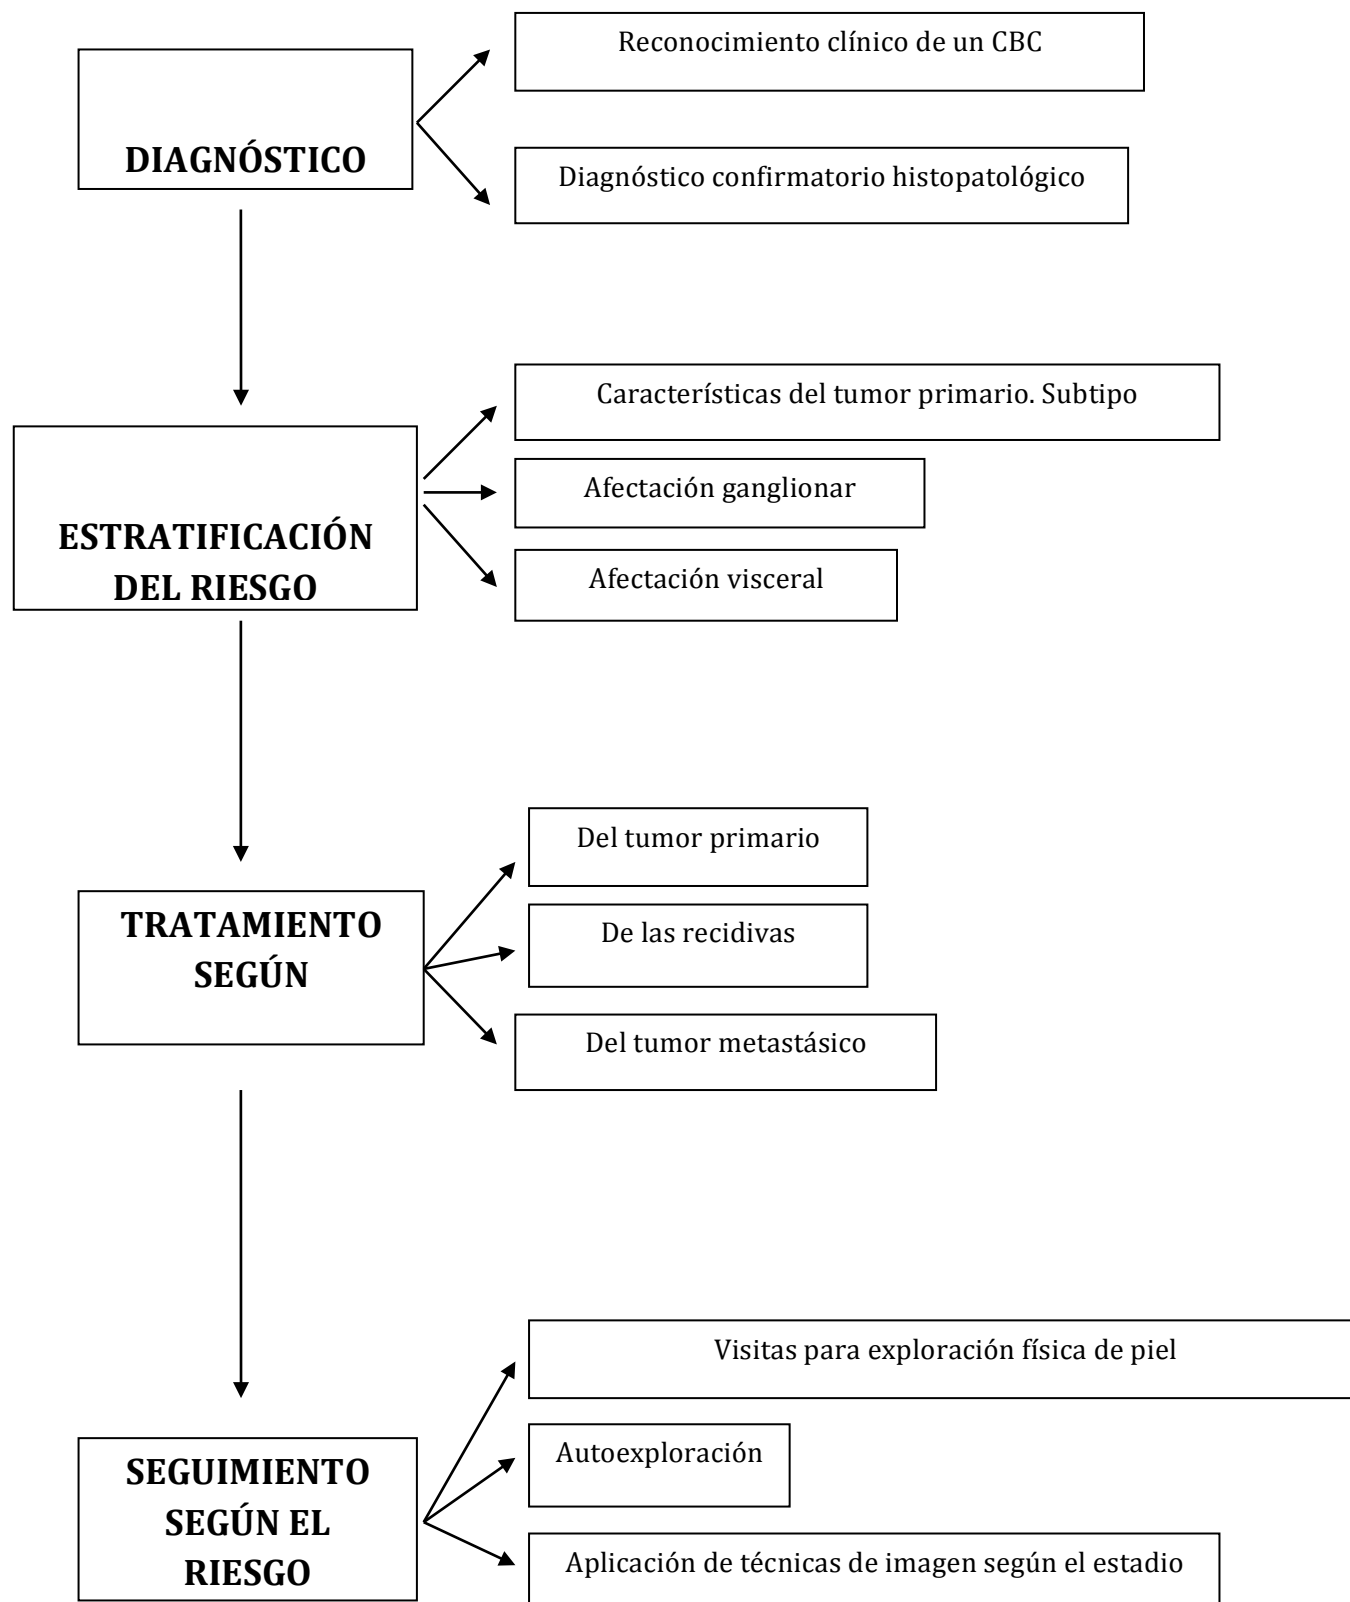 Reconocimiento clínico de un CBC
DIAGNÓSTICO
Diagnóstico confirmatorio histopatológico
Características del tumor primario. Subtipo
Afectación ganglionar
ESTRATIFICACIÓN
DEL RIESGO
Afectación visceral
Del tumor primario
TRATAMIENTO
SEGÚN
De las recidivas
Del tumor metastásico
Visitas para exploración física de piel
Autoexploración
SEGUIMIENTO
SEGÚN EL
RIESGO
Aplicación de técnicas de imagen según el estadio